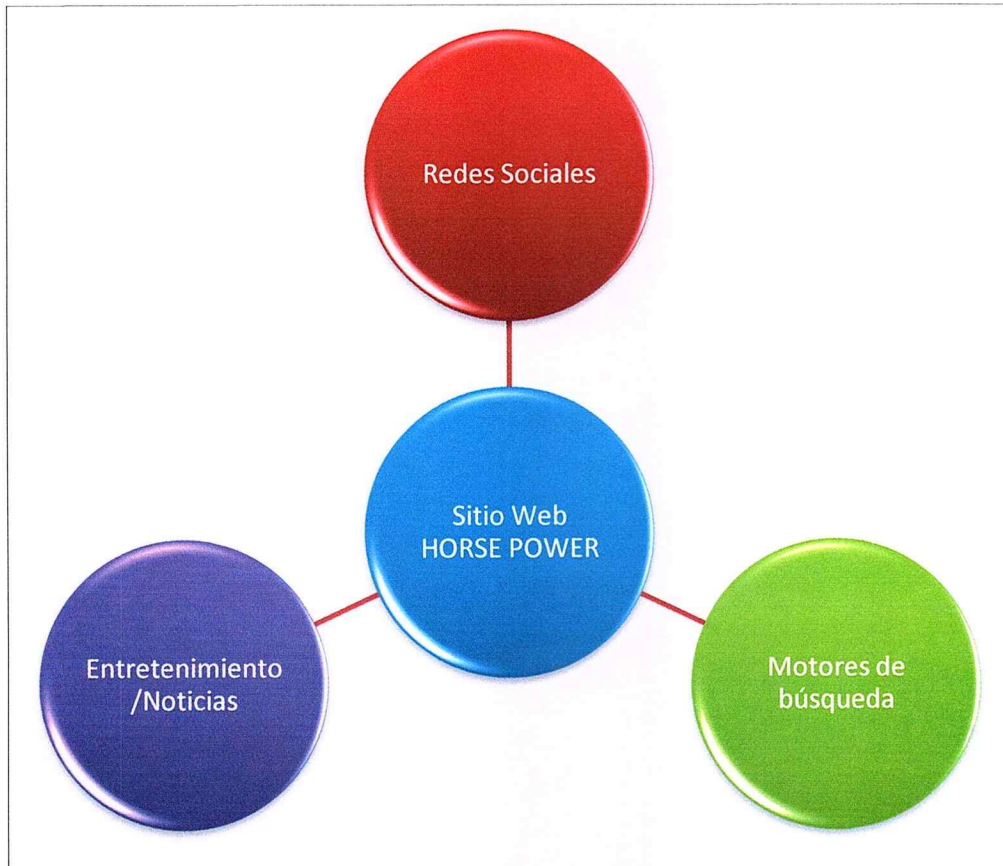 Redes Sociales
Sitio Web
HORSE POWER
Entretenimiento
/Noticias
Motores de
búsqueda